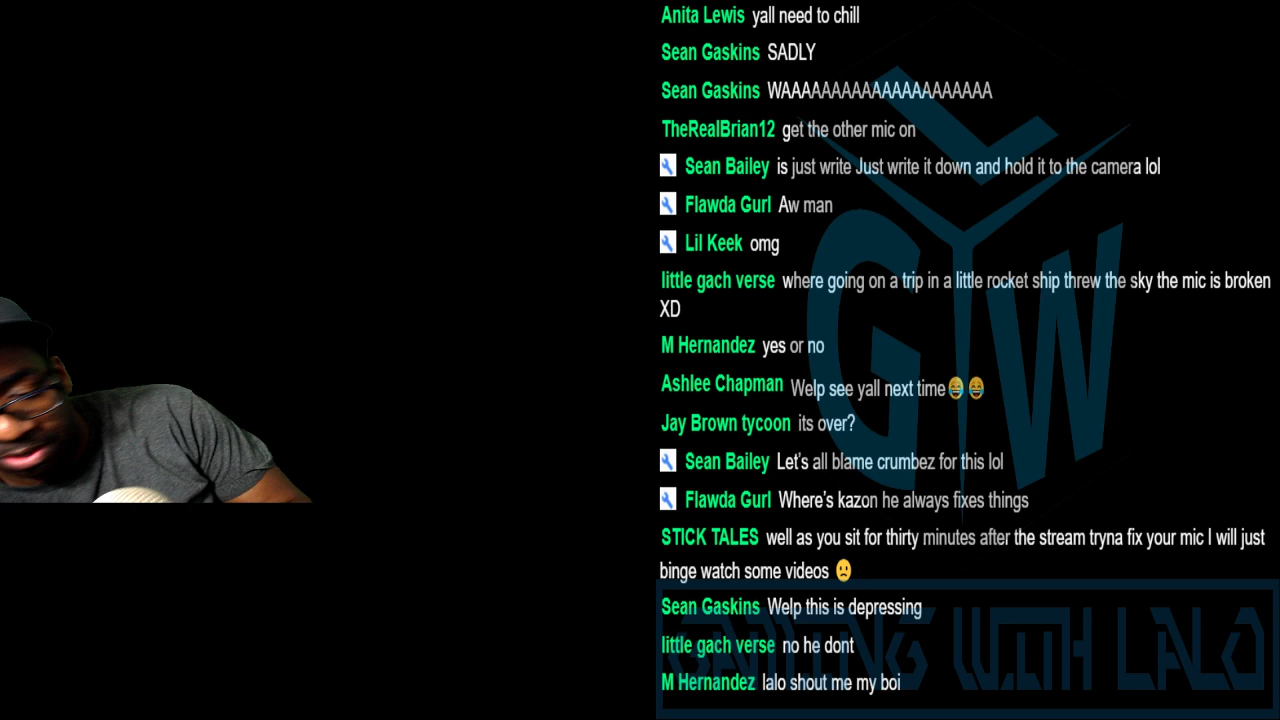 Anita Lewis yall need to chill
Sean Gaskins SADLY
Sean Gaskins WAAAAAAAAAAAAAAAAAAAAA
TheRealBrian12 get the other mic on
Sean Bailey is just write Just write it down and hold it to the camera lol
Flawda Gurl Aw man
Lil Keek omg
little gach verse where going on a trip in a little rocket ship threw the sky the mic is broken
XD
M Hernandez yes or no
Ashlee Chapman Welp see yall next time😂😂
Jay Brown tycoon its over?
Sean Bailey Let's all blame crumbez for this lol
Flawda Gurl Where's kazon he always fixes things
STICK TALES well as you sit for thirty minutes after the stream tryna fix your mic I will just
binge watch some videos 🙁
Sean Gaskins Welp this is depressing
little gach verse no he dont
M Hernandez lalo shout me my boi
L
G W
GAMING WITH LALO